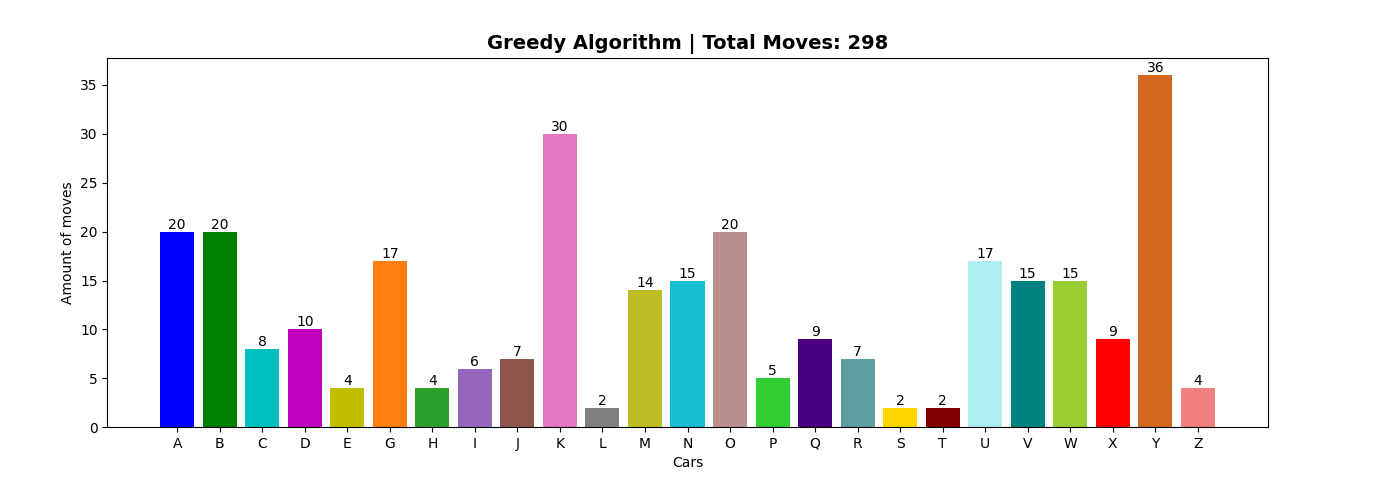 Greedy Algorithm | Total Moves: 298
36
35
30
30
25
20 20 20
20
17 17
15 15 15
14
15
10
10
9 9
8
7 7
6
5
5
4 4 4
2 2 2
0
A B C D E G H I J K L M N O P Q R S T U V W X Y Z
Amount of moves
Cars